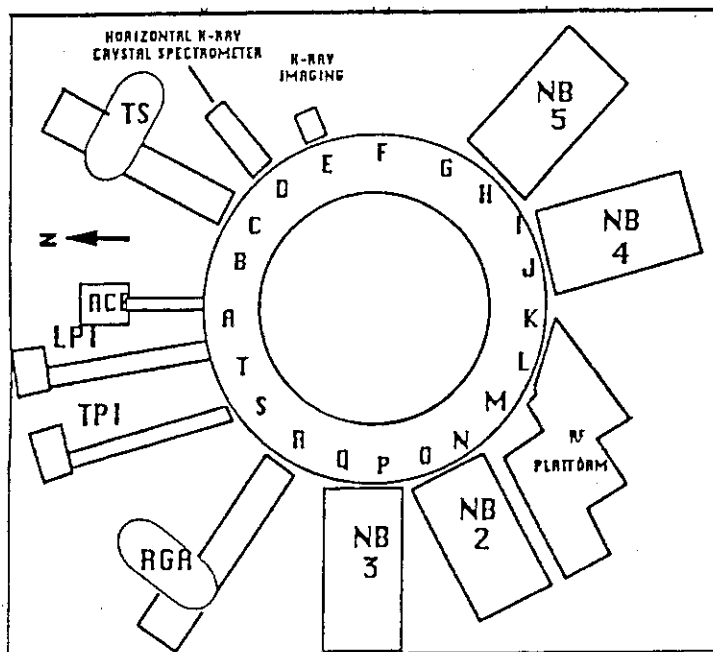 HORIZONTAL X-RAY
CRYSTAL SPECTROMETER
X-RAY
IMAGING
TS
NB
5
F
E
G
D
H
C
I
N
NB
4
B
J
ACE
A
K
LPI
T
L
TPI
S
M
R
N
Q
P
O
RF
PLATFORM
NB
2
NB
3
RGA